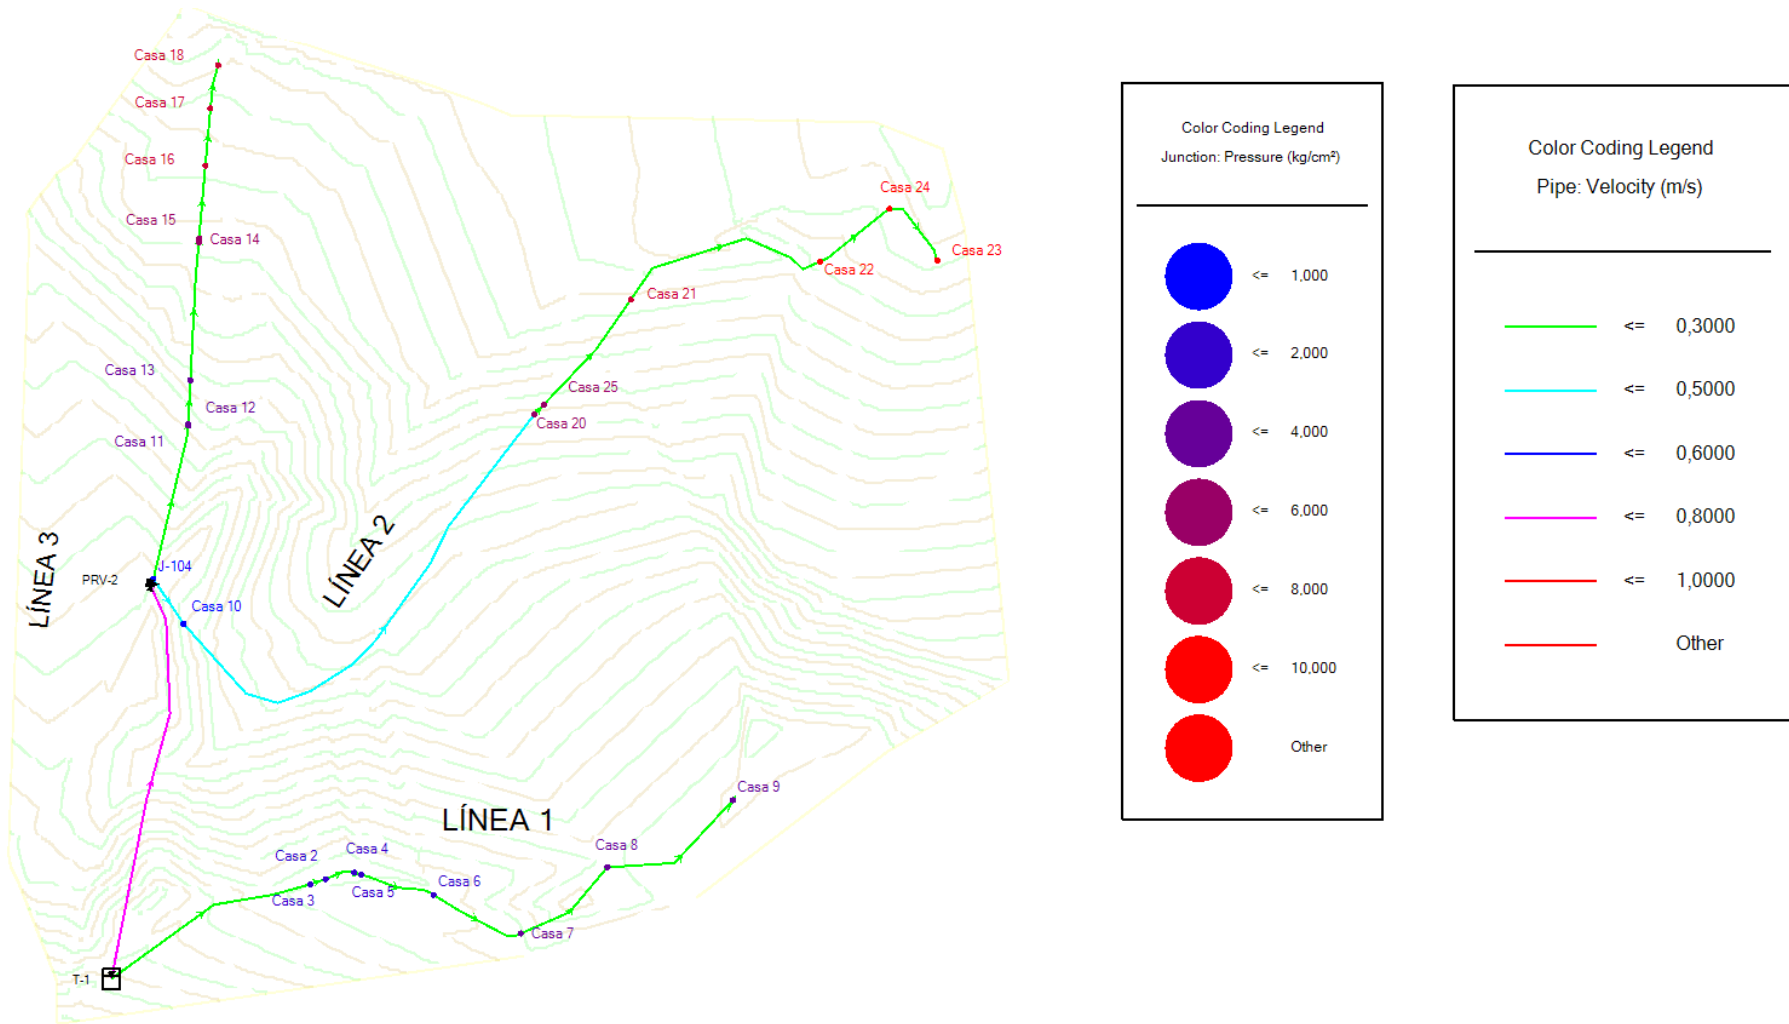 Casa 18
Casa 17
Casa 16
Casa 15
Casa 14
Casa 13
Casa 12
Casa 11
LÍNEA 3
PRV-2
J-104
Casa 10
LÍNEA 2
Casa 24
Casa 23
Casa 22
Casa 21
Casa 25
Casa 20
LÍNEA 1
Casa 9
Casa 8
Casa 4
Casa 2
Casa 5
Casa 3
Casa 6
Casa 7
T-1
Color Coding Legend
Junction: Pressure (kg/cm²)
<= 1,000
<= 2,000
<= 4,000
<= 6,000
<= 8,000
<= 10,000
Other
Color Coding Legend
Pipe: Velocity (m/s)
<= 0,3000
<= 0,5000
<= 0,6000
<= 0,8000
<= 1,0000
Other